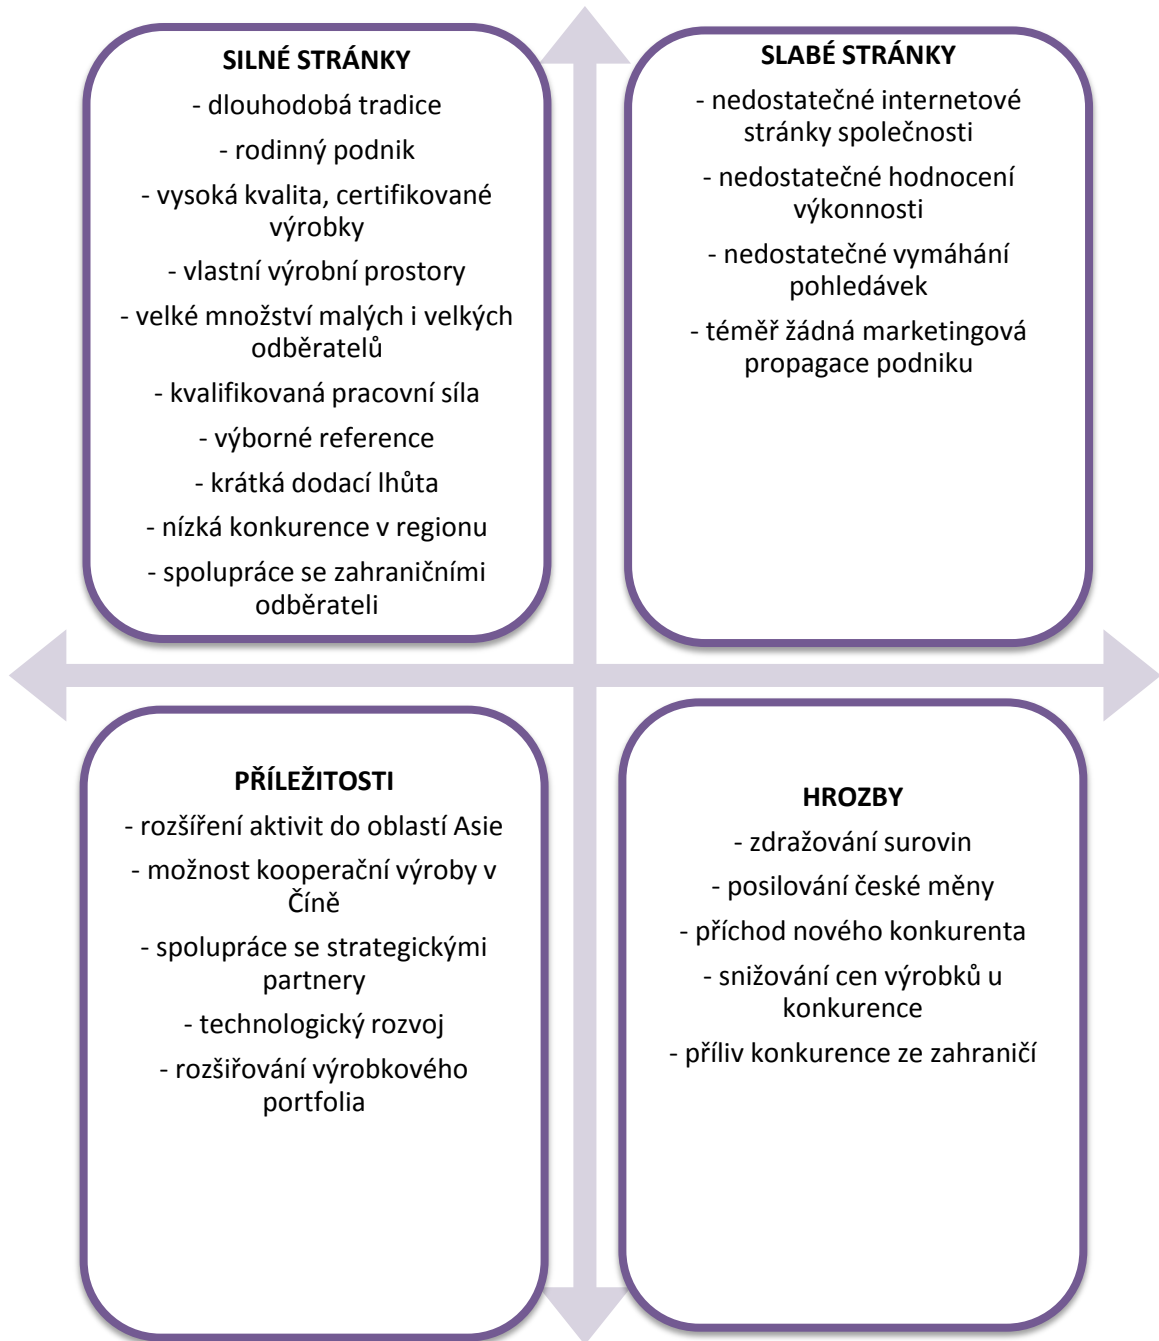 SILNÉ STRÁNKY
- dlouhodobá tradice
- rodinný podnik
- vysoká kvalita, certifikované
výrobky
- vlastní výrobní prostory
- velké množství malých i velkých
odběratelů
- kvalifikovaná pracovní síla
- výborné reference
- krátká dodací lhůta
- nízká konkurence v regionu
- spolupráce se zahraničními
odběrateli
SLABÉ STRÁNKY
- nedostatečné internetové
stránky společnosti
- nedostatečné hodnocení
výkonnosti
- nedostatečné vymáhání
pohledávek
- téměř žádná marketingová
propagace podniku
PŘÍLEŽITOSTI
- rozšíření aktivit do oblastí Asie
- možnost kooperační výroby v
Číně
- spolupráce se strategickými
partnery
- technologický rozvoj
- rozšiřování výrobkového
portfolia
HROZBY
- zdražování surovin
- posilování české měny
- příchod nového konkurenta
- snižování cen výrobků u
konkurence
- příliv konkurence ze zahraničí